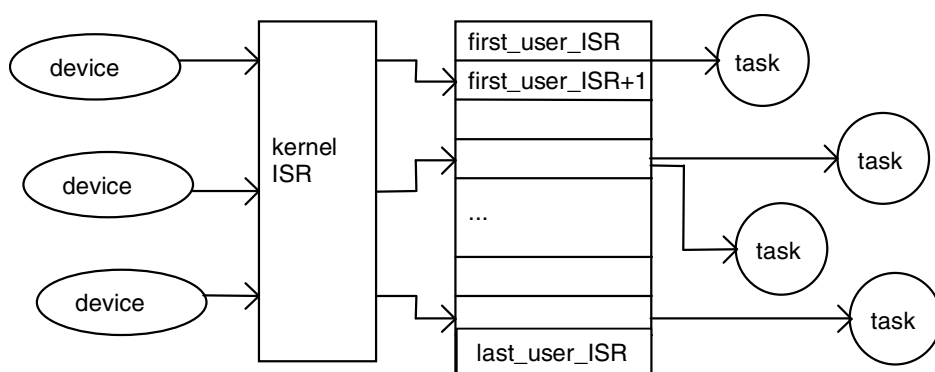 device
device
device
kernel
ISR
first_user_ISR
first_user_ISR+1
...
last_user_ISR
task
task
task
task